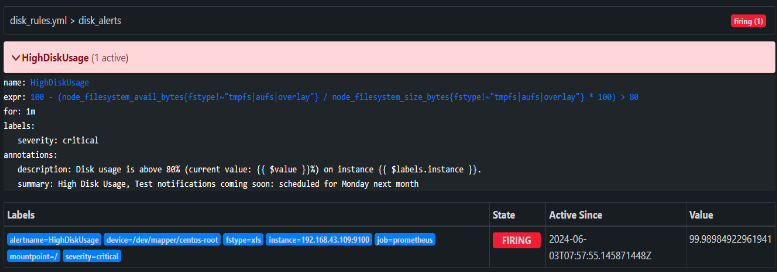 disk_rules.yml > disk_alerts
firing (1)
HighDiskUsage (1 active)
name: HighDiskUsage
expr: 100 - (node_filesystem_avail_bytes{fstype!~"tmpfs|aufs|overlay"} / node_filesystem_size_bytes{fstype!~"tmpfs|aufs|overlay"} * 100) > 80
for: 1m
labels:
severity: critical
annotations:
description: Disk usage is above 80% (current value: {{ $value }}%) on instance {{ $labels.instance }}.
summary: High Disk Usage, Test notifications coming soon: scheduled for Monday next month
Labels State Active Since Value
alertname=HighDiskUsage device=/dev/mapper/centos-root fstype=xfs instance=192.168.43.109:9100 job=prometheus
mountpoint=/ severity=critical
FIRING
2024-06-
03T07:57:55.145871448Z
99.98984922961941